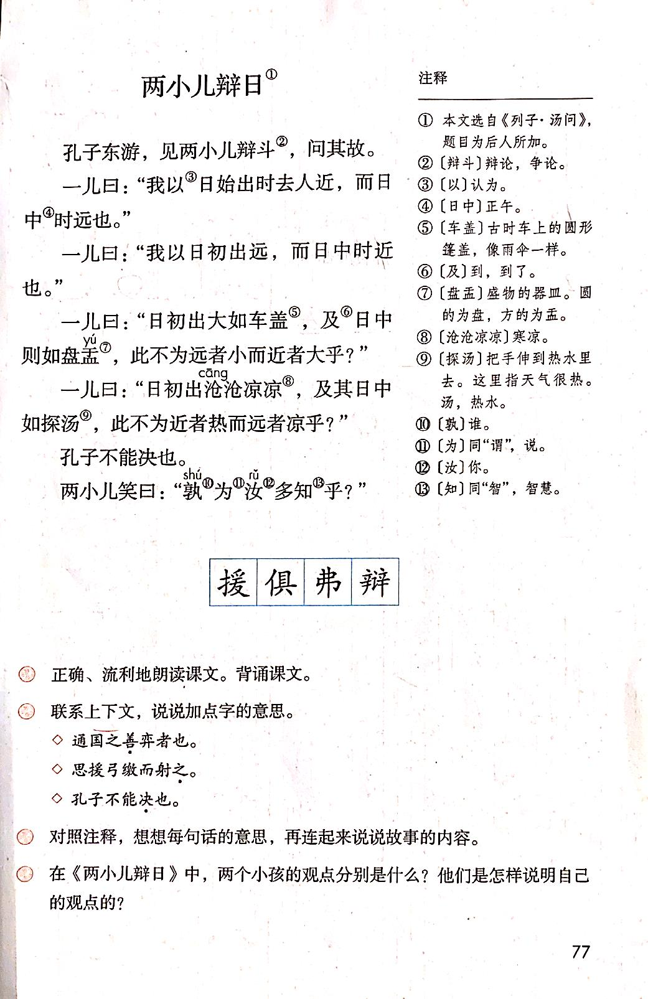 两小儿辩日①
孔子东游，见两小儿辩斗②，问其故。
一儿曰：“我以③日始出时去人近，而日
中④时远也。”
一儿曰：“我以日初出远，而日中时近
也。”
一儿曰：“日初出大如车盖⑤，及⑥日中
yú
则如盘盂⑦，此不为远者小而近者大乎？”
cāng
一儿曰：“日初出沧沧凉凉⑧，及其日中
如探汤⑨，此不为近者热而远者凉乎？”
孔子不能决也。
shú rǔ
两小儿笑曰：“孰⑩为⑪汝⑫多知⑬乎？”
注释
① 本文选自《列子·汤问》，
题目为后人所加。
②〔辩斗〕辩论，争论。
③〔以〕认为。
④〔日中〕正午。
⑤〔车盖〕古时车上的圆形
篷盖，像雨伞一样。
⑥〔及〕到，到了。
⑦〔盘盂〕盛物的器皿。圆
的为盘，方的为盂。
⑧〔沧沧凉凉〕寒凉。
⑨〔探汤〕把手伸到热水里
去。这里指天气很热。
汤，热水。
⑩〔孰〕谁。
⑪〔为〕同“谓”，说。
⑫〔汝〕你。
⑬〔知〕同“智”，智慧。
援 俱 弗 辩
正确、流利地朗读课文。背诵课文。
联系上下文，说说加点字的意思。
◇ 通国之善弈者也。
◇ 思援弓缴而射之。
◇ 孔子不能决也。
对照注释，想想每句话的意思，再连起来说说故事的内容。
在《两小儿辩日》中，两个小孩的观点分别是什么？他们是怎样说明自己
的观点的？
77